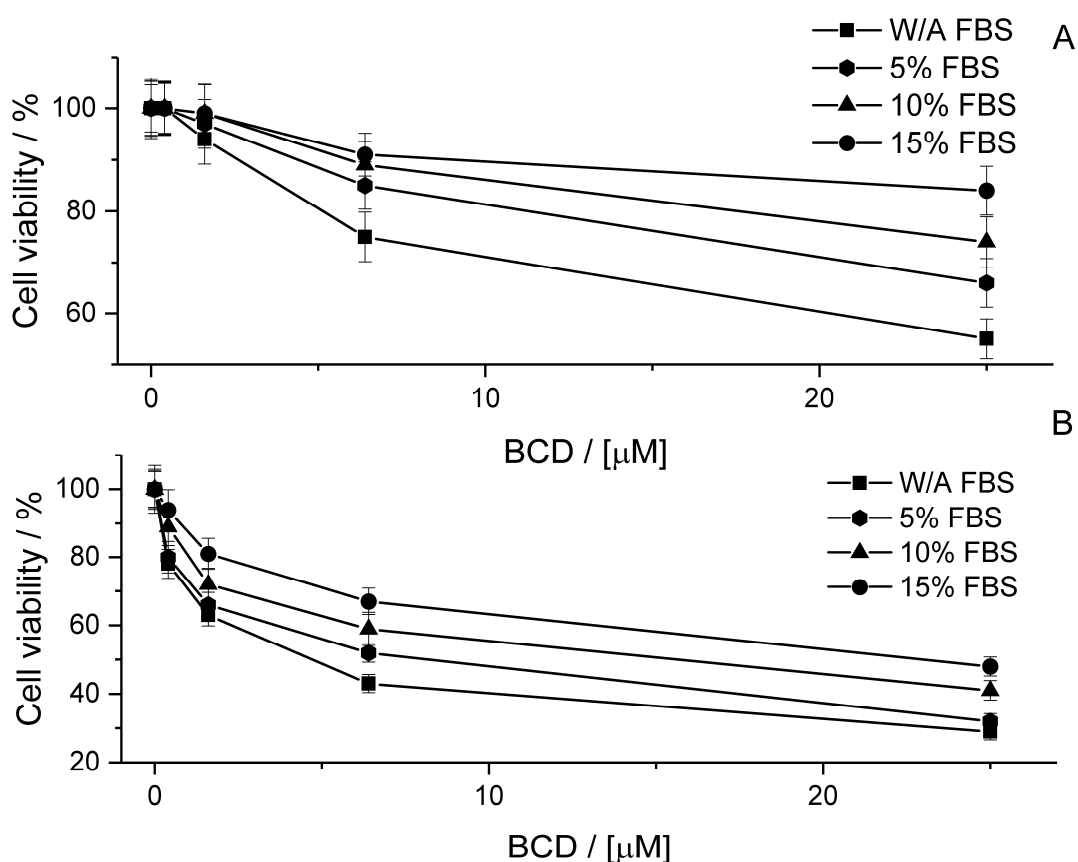 A
W/A FBS
5% FBS
10% FBS
15% FBS
Cell viability / %
100
80
60
0 10 20
BCD / [μM]
B
W/A FBS
5% FBS
10% FBS
15% FBS
Cell viability / %
100
80
60
40
20
0 10 20
BCD / [μM]